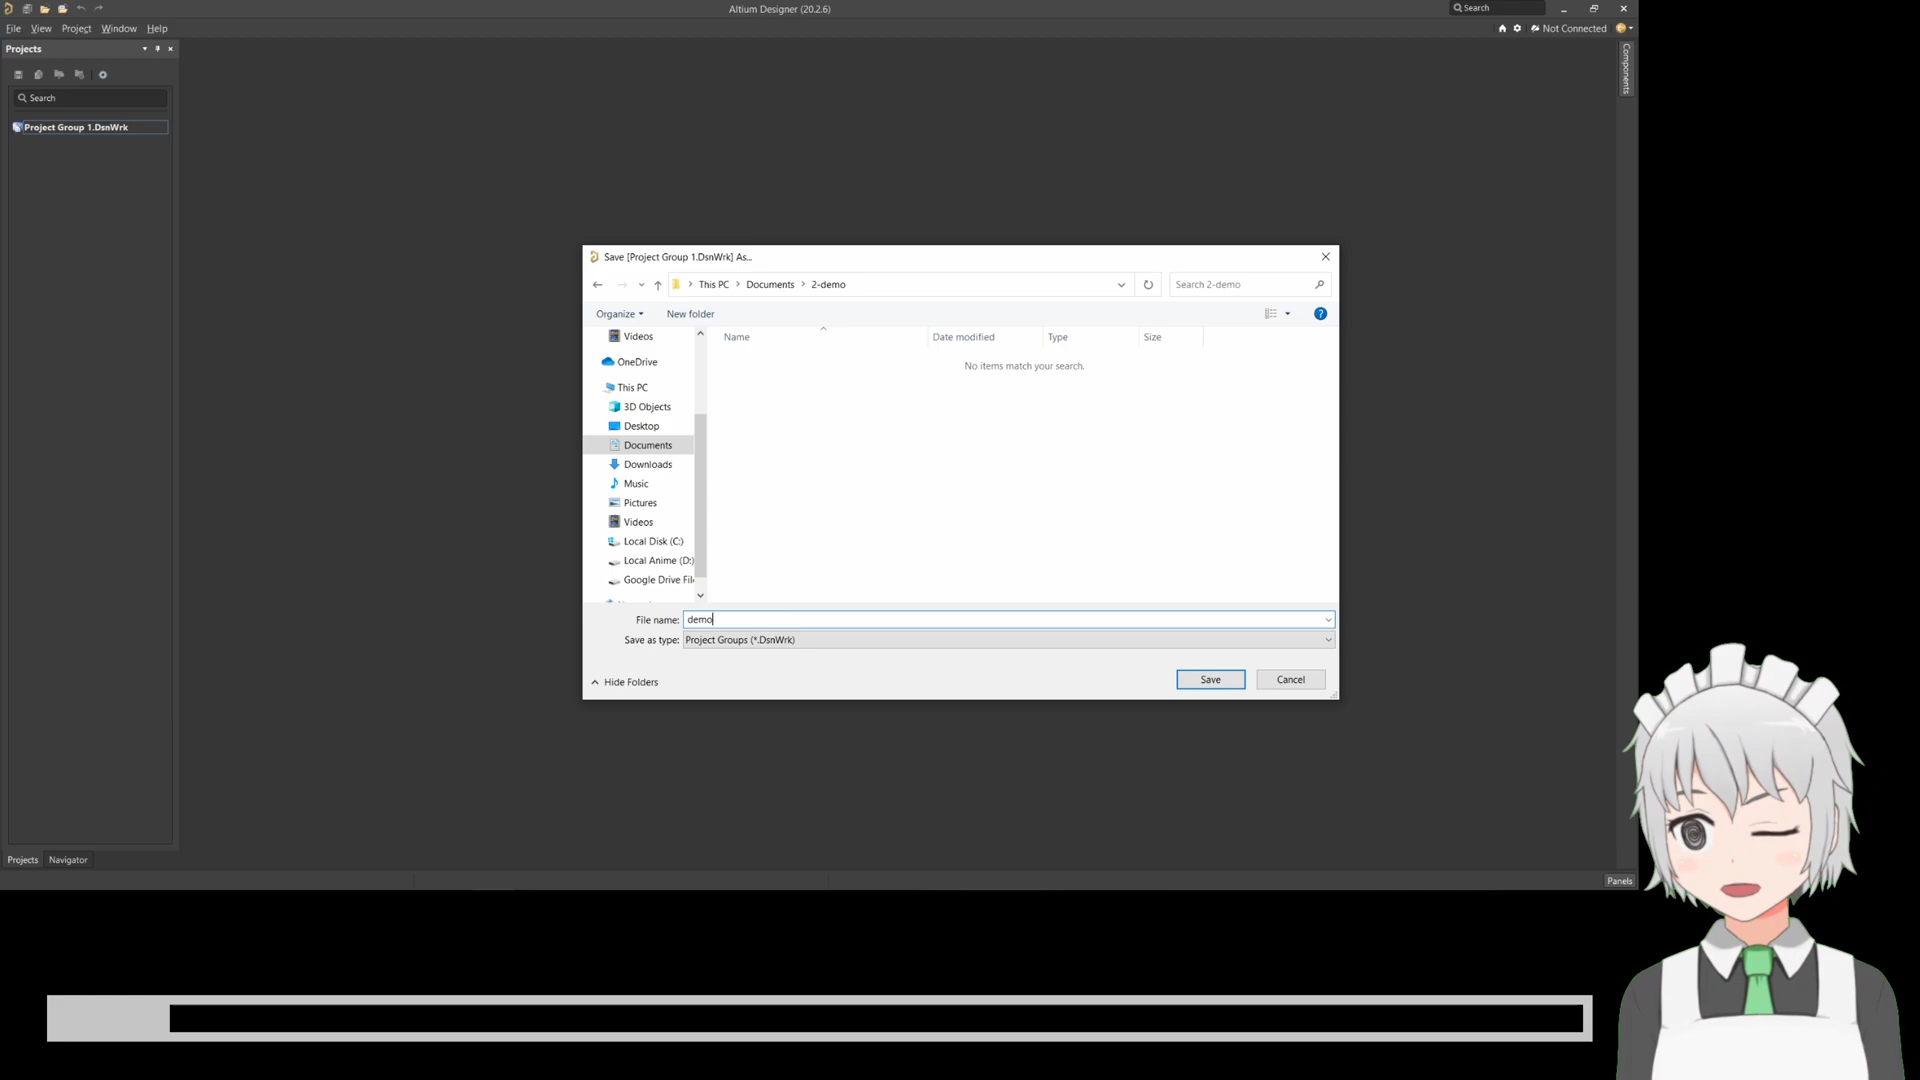 Altium Designer (20.2.6)
Search
File View Project Window Help
Not Connected
Projects
Components
Search
Project Group 1.DsnWrk
Save [Project Group 1.DsnWrk] As...
This PC Documents 2-demo
Search 2-demo
Organize New folder
Name Date modified Type Size
No items match your search.
Videos
OneDrive
This PC
3D Objects
Desktop
Documents
Downloads
Music
Pictures
Videos
Local Disk (C:)
Local Anime (D:)
Google Drive Fil
File name: demo
Save as type: Project Groups (*.DsnWrk)
Hide Folders
Save Cancel
Projects Navigator
Panels